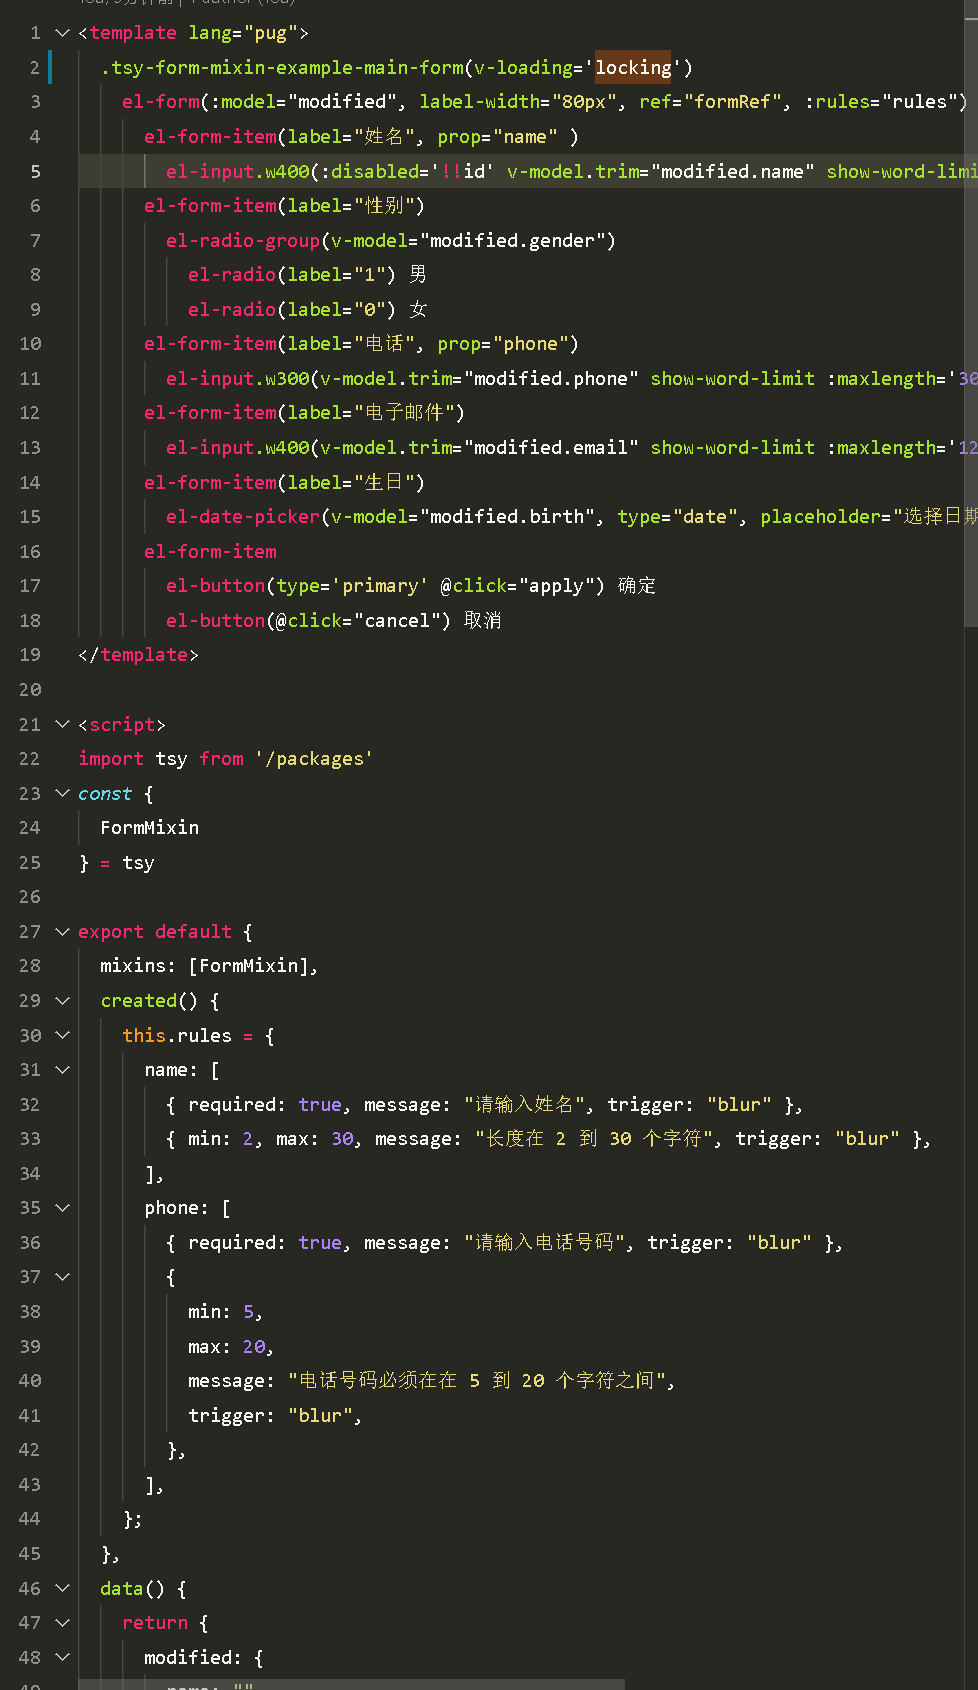 1 <template lang="pug">
2 .tsy-form-mixin-example-main-form(v-loading='locking')
3 el-form(:model="modified", label-width="80px", ref="formRef", :rules="rules")
4 el-form-item(label="姓名", prop="name" )
5 el-input.w400(:disabled='!!id' v-model.trim="modified.name" show-word-limi
6 el-form-item(label="性别")
7 el-radio-group(v-model="modified.gender")
8 el-radio(label="1") 男
9 el-radio(label="0") 女
10 el-form-item(label="电话", prop="phone")
11 el-input.w300(v-model.trim="modified.phone" show-word-limit :maxlength='30
12 el-form-item(label="电子邮件")
13 el-input.w400(v-model.trim="modified.email" show-word-limit :maxlength='12
14 el-form-item(label="生日")
15 el-date-picker(v-model="modified.birth", type="date", placeholder="选择日期
16 el-form-item
17 el-button(type='primary' @click="apply") 确定
18 el-button(@click="cancel") 取消
19 </template>
20
21 <script>
22 import tsy from '/packages'
23 const {
24 FormMixin
25 } = tsy
26
27 export default {
28 mixins: [FormMixin],
29 created() {
30 this.rules = {
31 name: [
32 { required: true, message: "请输入姓名", trigger: "blur" },
33 { min: 2, max: 30, message: "长度在 2 到 30 个字符", trigger: "blur" },
34 ],
35 phone: [
36 { required: true, message: "请输入电话号码", trigger: "blur" },
37 {
38 min: 5,
39 max: 20,
40 message: "电话号码必须在在 5 到 20 个字符之间",
41 trigger: "blur",
42 },
43 ],
44 };
45 },
46 data() {
47 return {
48 modified: {